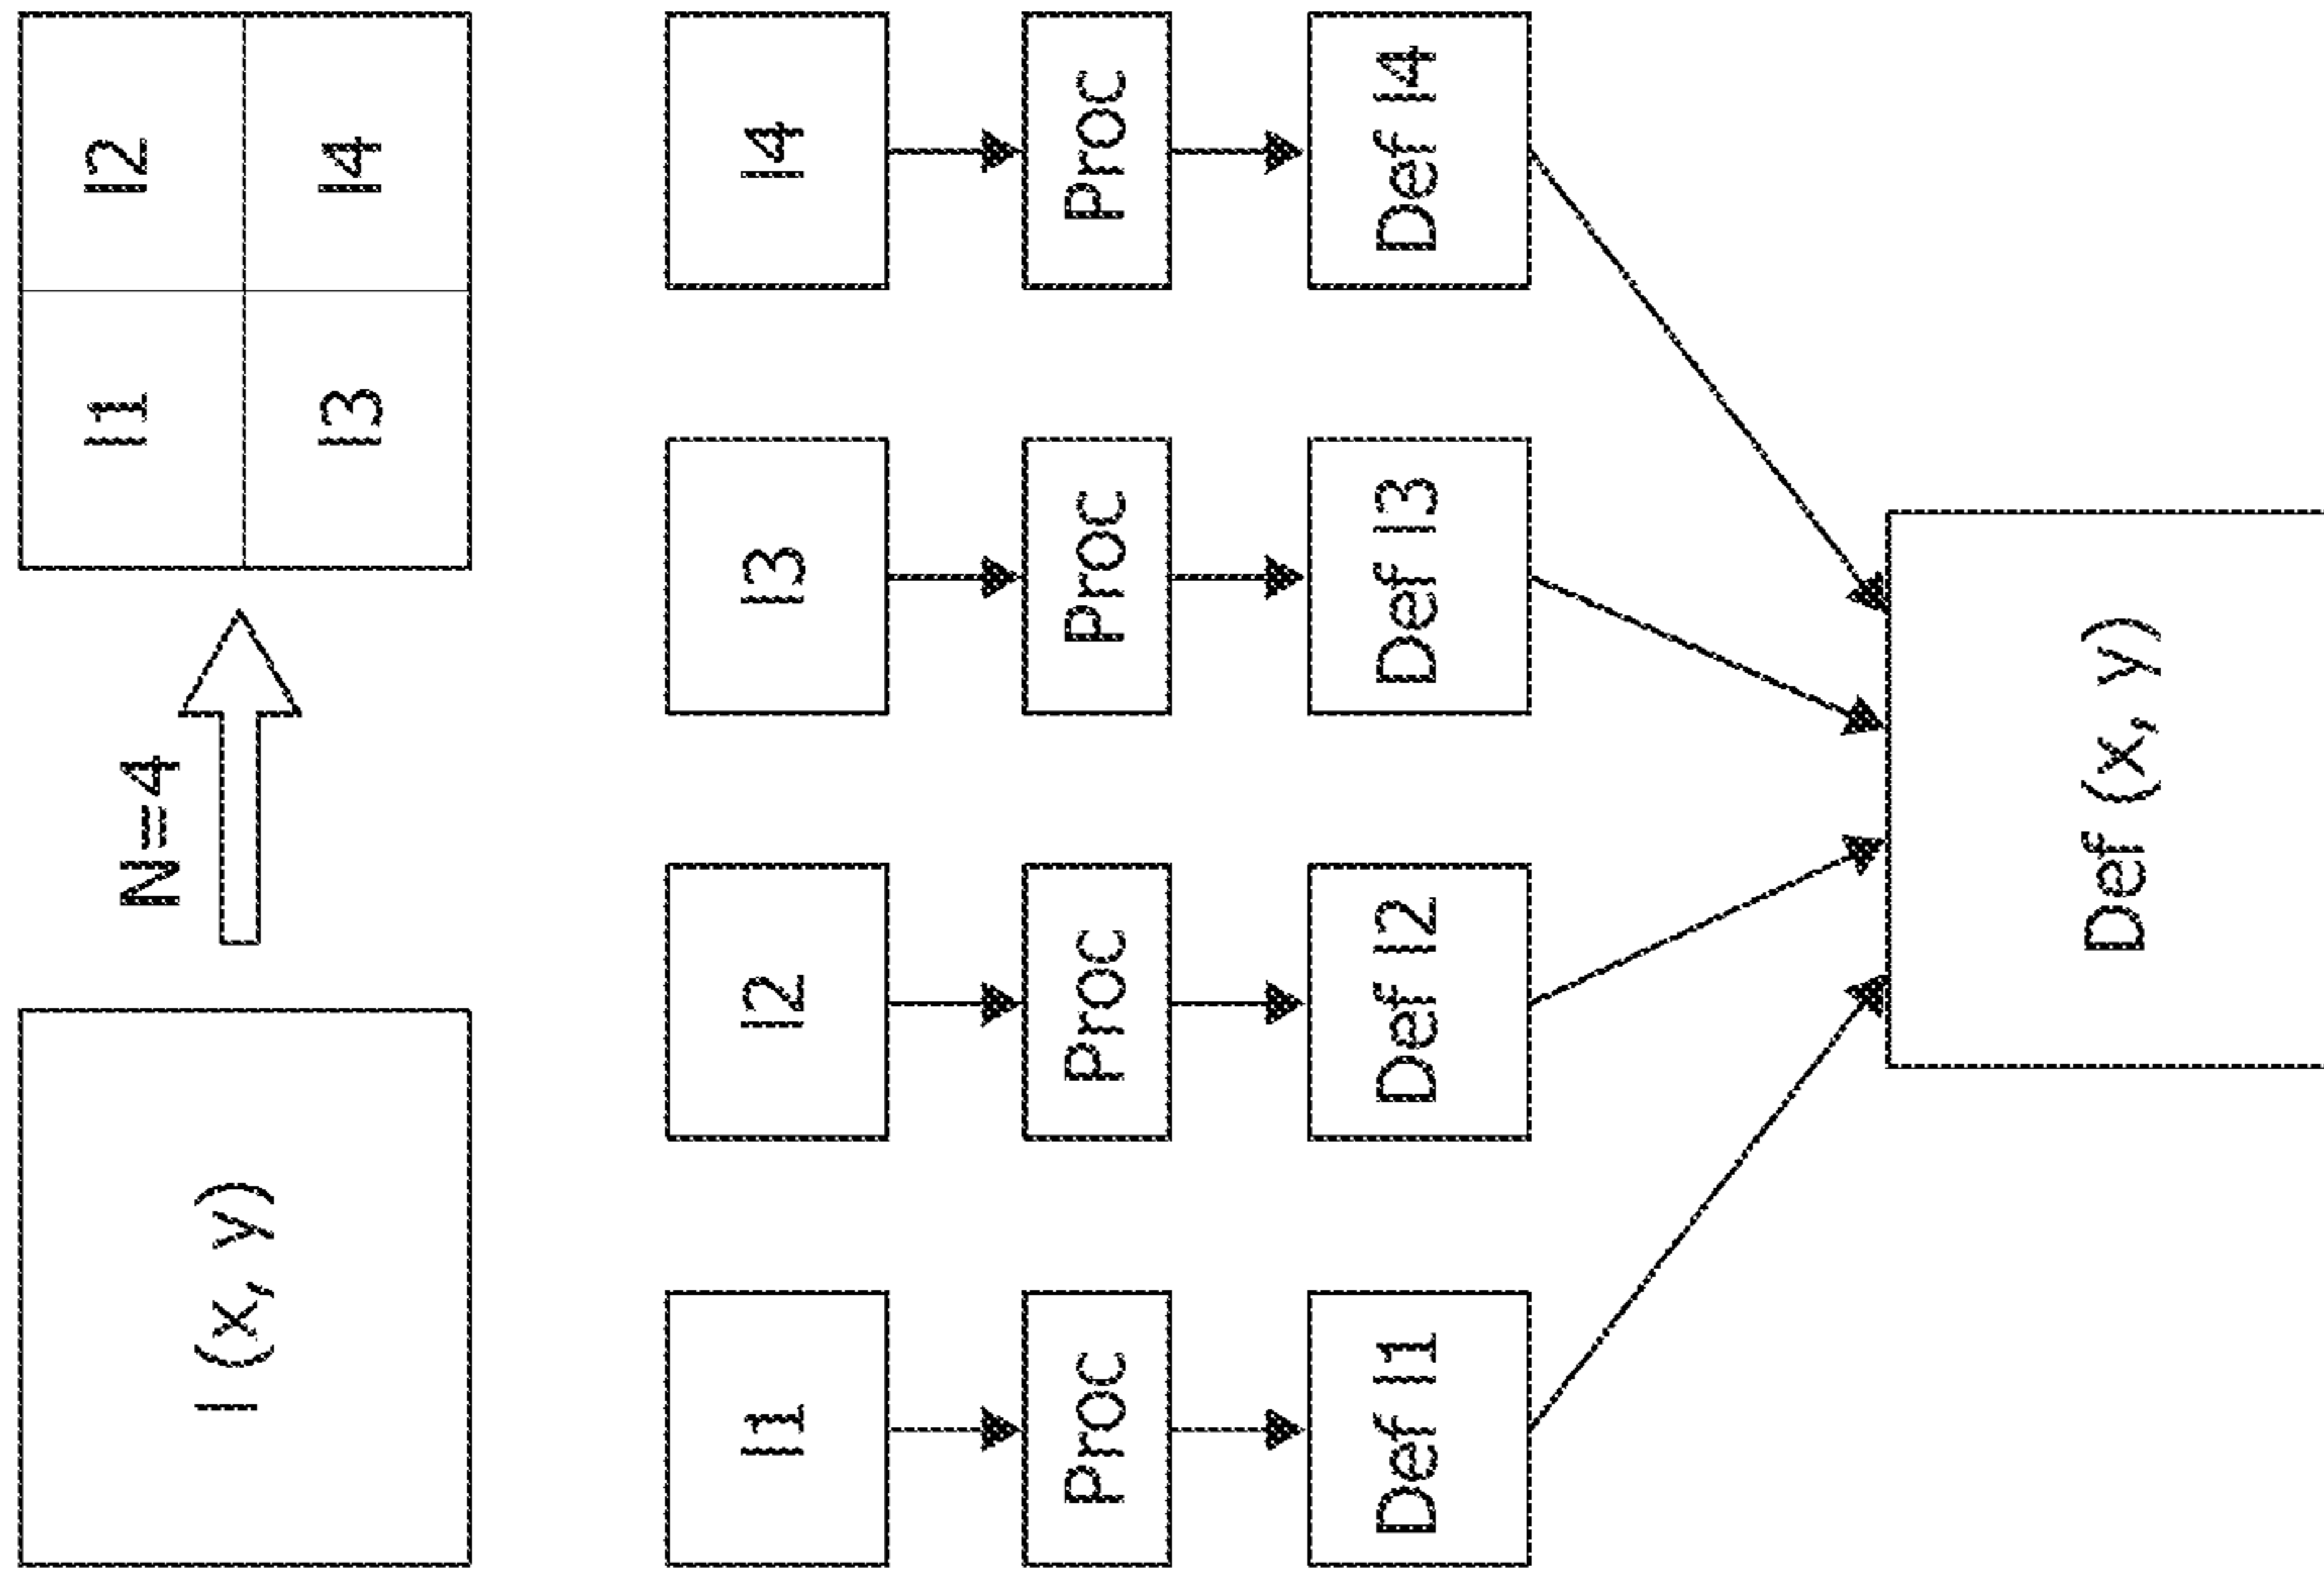 I (x, y)
N=4
I1
I2
I3
I4
I1
I2
I3
I4
Proc
Proc
Proc
Proc
Def I1
Def I2
Def I3
Def I4
Def (x, y)